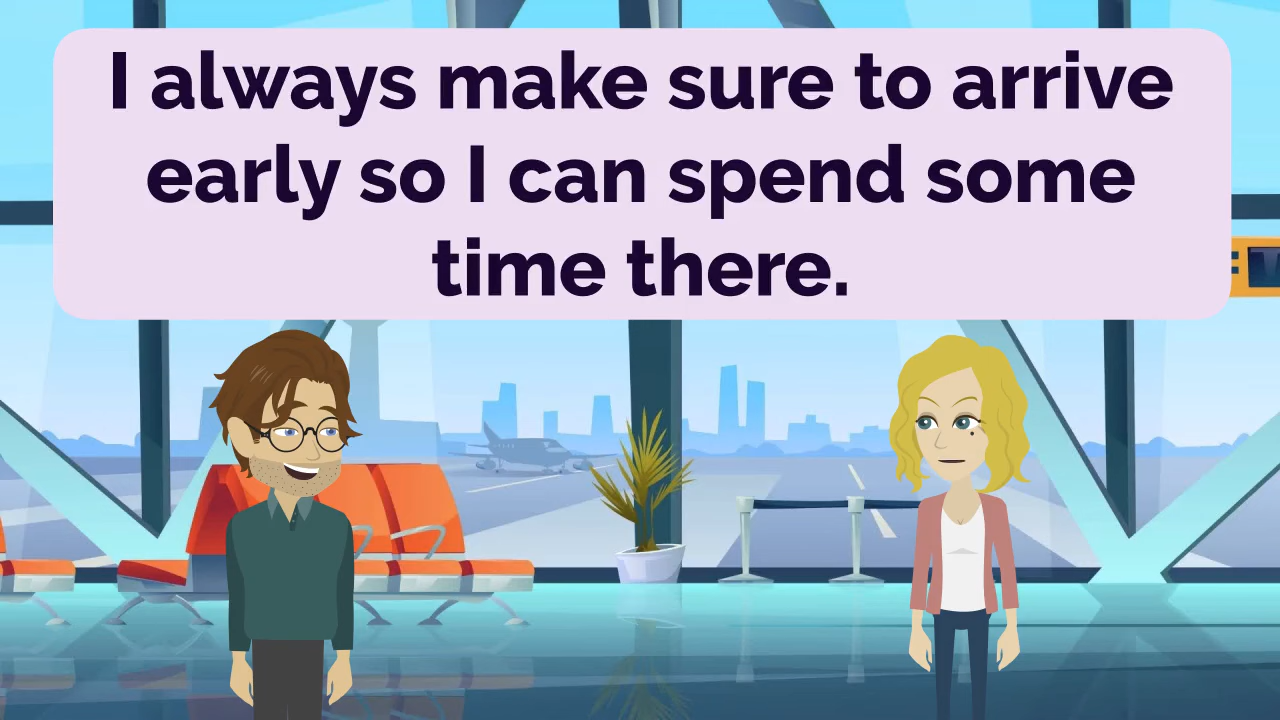 I always make sure to arrive
early so I can spend some
time there.